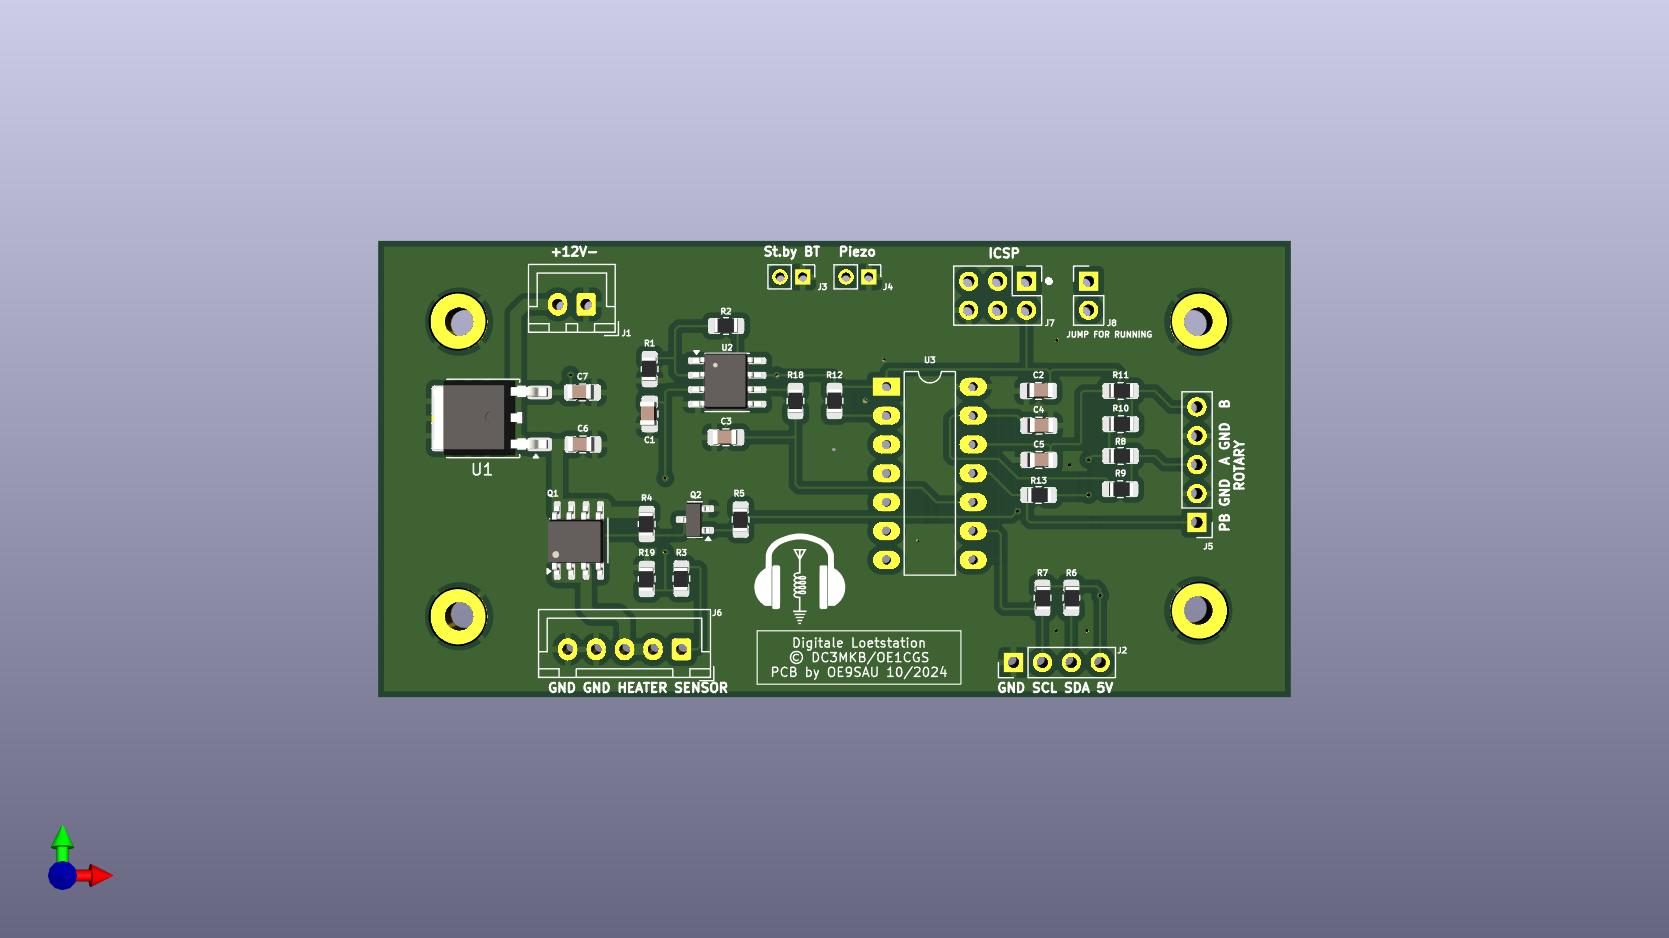 +12V-
St.by BT
Piezo
ICSP
J3
J4
J1
J7
J8
JUMP FOR RUNNING
R2
U2
R1
U3
C7
R18
R12
C2
R11
B
C1
C3
C4
R10
C6
C5
R8
A GND
ROTARY
U1
R13
R9
PB GND
Q1
R4
Q2
R5
J5
R19
R3
R7
R6
J6
Digitale Loetstation
© DC3MKB/OE1CGS
PCB by OE9SAU 10/2024
J2
GND GND HEATER SENSOR
GND SCL SDA 5V